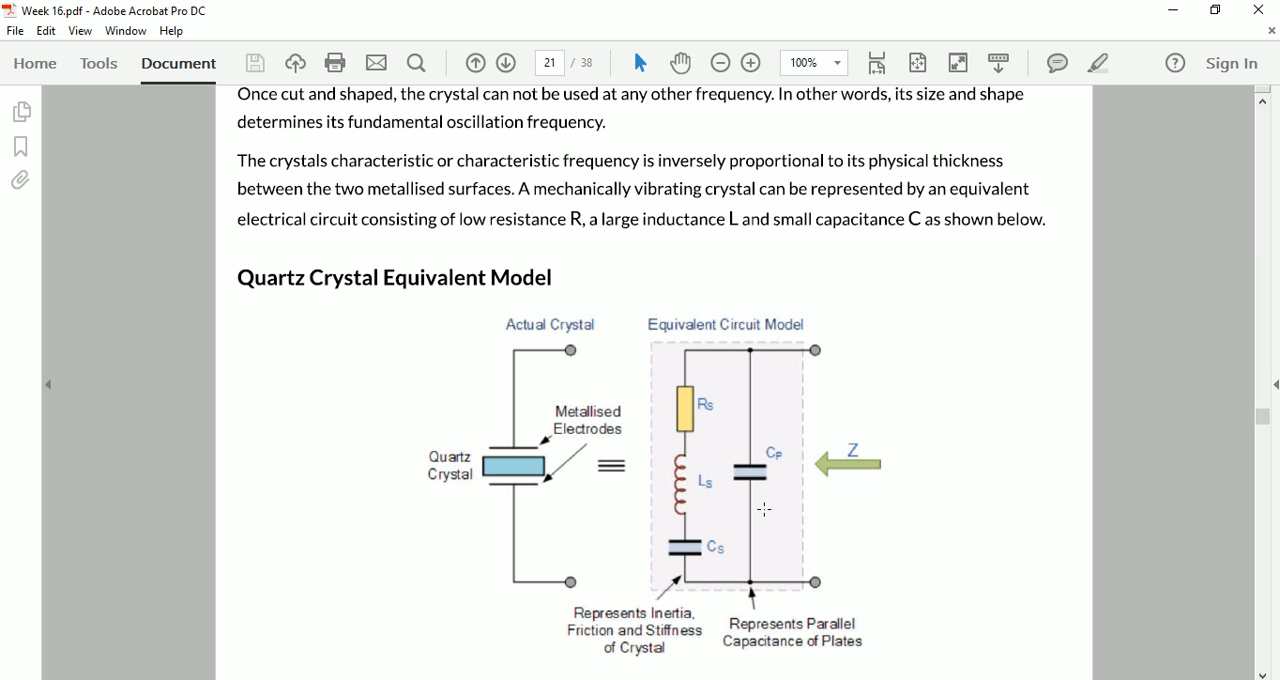 Week 16.pdf - Adobe Acrobat Pro DC
File Edit View Window Help
Home Tools Document 21 / 38 100% Sign In
Once cut and shaped, the crystal can not be used at any other frequency. In other words, its size and shape
determines its fundamental oscillation frequency.
The crystals characteristic or characteristic frequency is inversely proportional to its physical thickness
between the two metallised surfaces. A mechanically vibrating crystal can be represented by an equivalent
electrical circuit consisting of low resistance R, a large inductance L and small capacitance C as shown below.
Quartz Crystal Equivalent Model
Actual Crystal
Equivalent Circuit Model
Metallised
Electrodes
Quartz
Crystal
Rs
Ls
Cs
CP
Z
Represents Inertia,
Friction and Stiffness
of Crystal
Represents Parallel
Capacitance of Plates